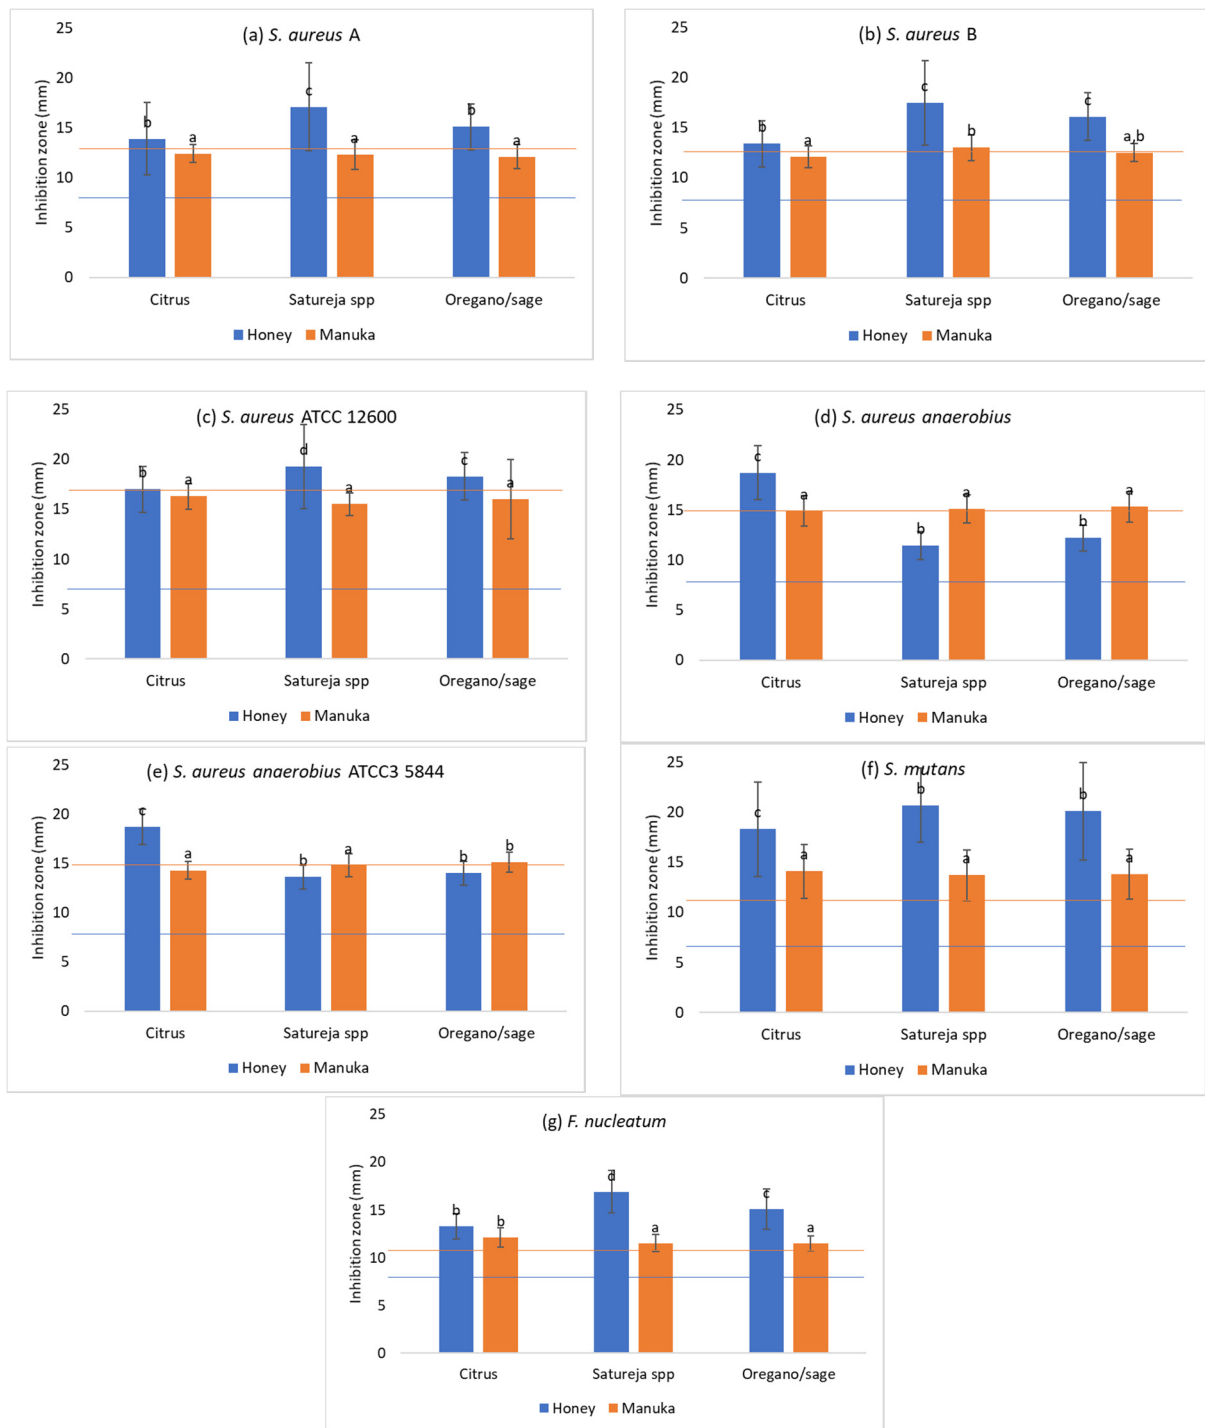 (a) S. aureus A
Inhibition zone (mm)
25
20
15
10
5
0
b
a
c
a
b
a
Citrus
Satureja spp
Oregano/sage
Honey
Manuka
(b) S. aureus B
Inhibition zone (mm)
25
20
15
10
5
0
b
a
c
b
c
a,b
Citrus
Satureja spp
Oregano/sage
Honey
Manuka
(c) S. aureus ATCC 12600
Inhibition zone (mm)
25
20
15
10
5
0
b
a
d
a
c
a
Citrus
Satureja spp
Oregano/sage
Honey
Manuka
(d) S. aureus anaerobius
Inhibition zone (mm)
25
20
15
10
5
0
c
a
b
a
b
a
Citrus
Satureja spp
Oregano/sage
Honey
Manuka
(e) S. aureus anaerobius ATCC3 5844
Inhibition zone (mm)
25
20
15
10
5
0
c
a
b
a
b
b
Citrus
Satureja spp
Oregano/sage
Honey
Manuka
(f) S. mutans
Inhibition zone (mm)
25
20
15
10
5
0
c
a
b
a
b
a
Citrus
Satureja spp
Oregano/sage
Honey
Manuka
(g) F. nucleatum
Inhibition zone (mm)
25
20
15
10
5
0
b
b
d
a
c
a
Citrus
Satureja spp
Oregano/sage
Honey
Manuka